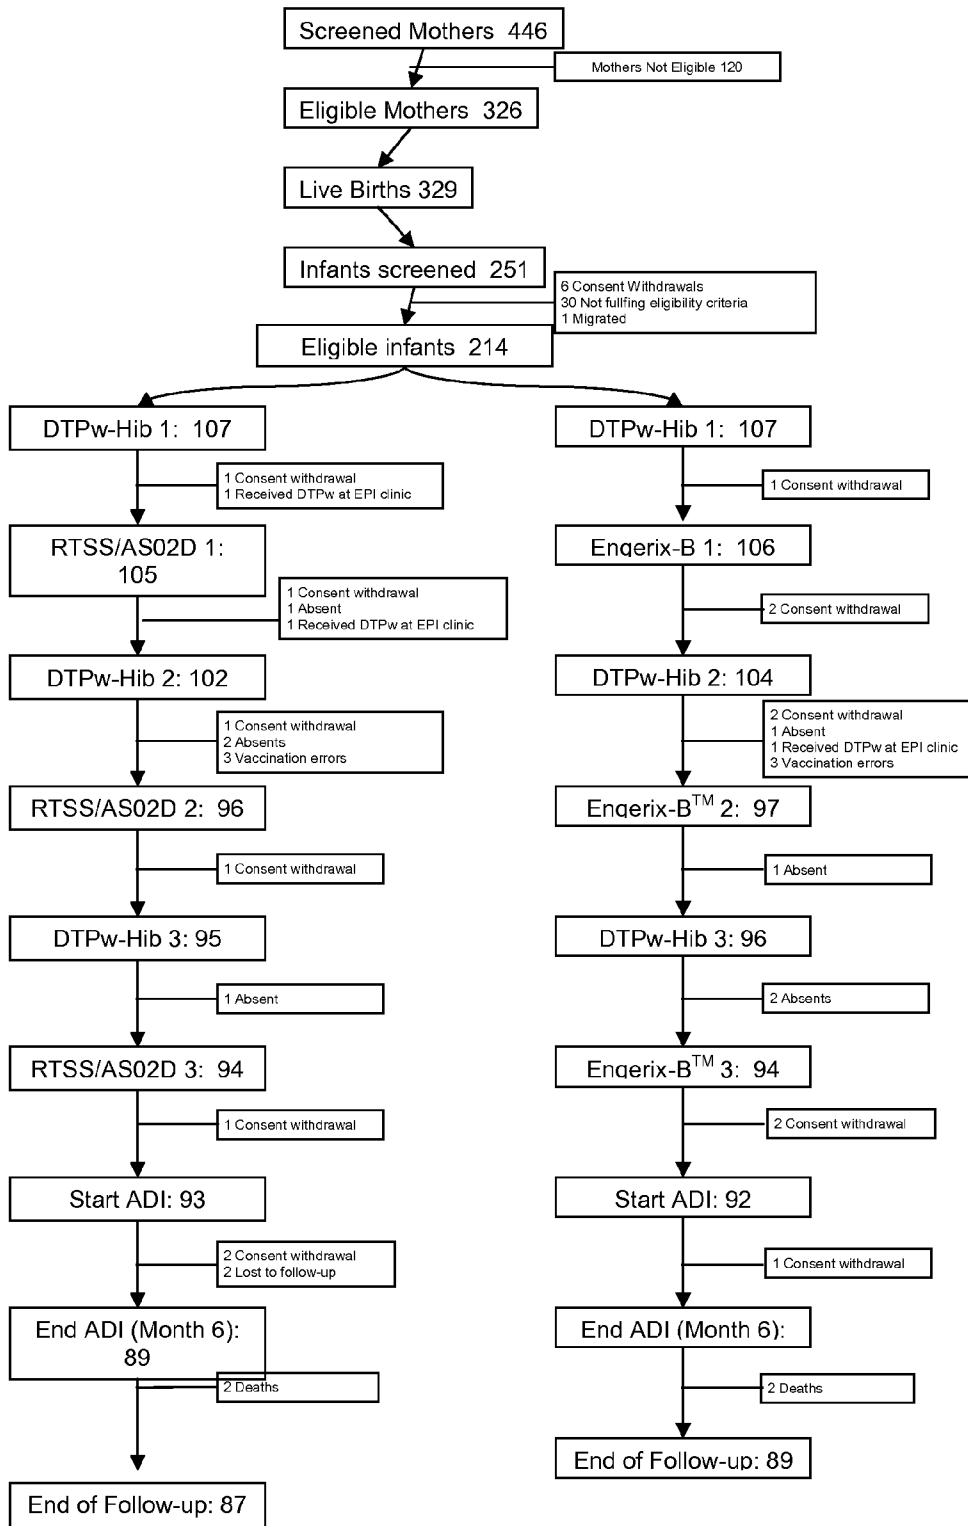 Screened Mothers 446
Mothers Not Eligible 120
Eligible Mothers 326
Live Births 329
Infants screened 251
6 Consent Withdrawals
30 Not fullfing eligibility criteria
1 Migrated
Eligible infants 214
DTPw-Hib 1: 107
1 Consent withdrawal
1 Received DTPw at EPI clinic
RTSS/AS02D 1:
105
1 Consent withdrawal
1 Absent
1 Received DTPw at EPI clinic
DTPw-Hib 2: 102
1 Consent withdrawal
2 Absents
3 Vaccination errors
RTSS/AS02D 2: 96
1 Consent withdrawal
DTPw-Hib 3: 95
1 Absent
RTSS/AS02D 3: 94
1 Consent withdrawal
Start ADI: 93
2 Consent withdrawal
2 Lost to follow-up
End ADI (Month 6):
89
2 Deaths
End of Follow-up: 87
DTPw-Hib 1: 107
1 Consent withdrawal
Engerix-B 1: 106
2 Consent withdrawal
DTPw-Hib 2: 104
2 Consent withdrawal
1 Absent
1 Received DTPw at EPI clinic
3 Vaccination errors
Engerix-B™ 2: 97
1 Absent
DTPw-Hib 3: 96
2 Absents
Engerix-B™ 3: 94
2 Consent withdrawal
Start ADI: 92
1 Consent withdrawal
End ADI (Month 6):
2 Deaths
End of Follow-up: 89